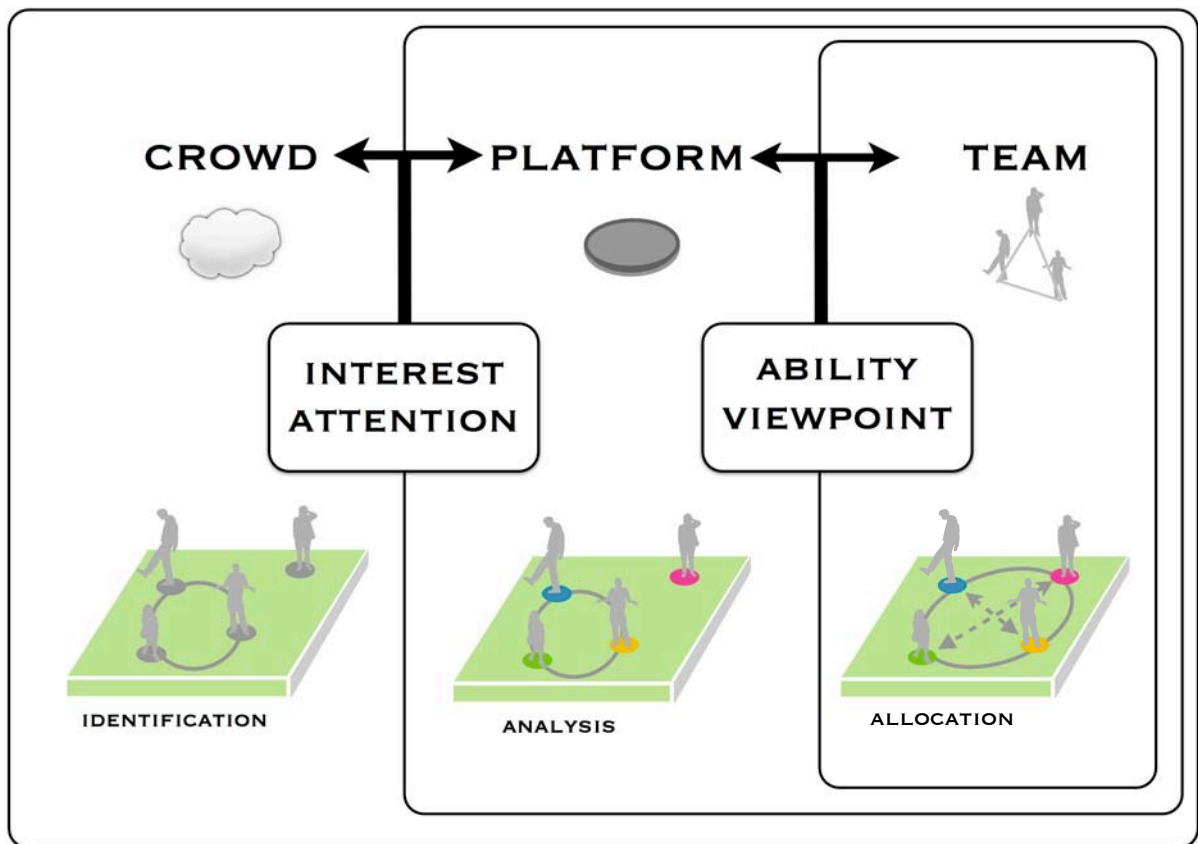 CROWD
PLATFORM
TEAM
INTEREST
ATTENTION
ABILITY
VIEWPOINT
IDENTIFICATION
ANALYSIS
ALLOCATION